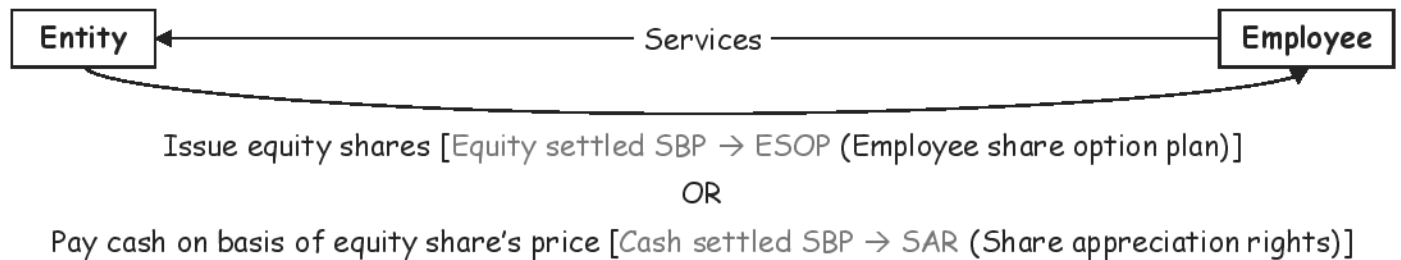 Entity Services Employee
Issue equity shares [Equity settled SBP → ESOP (Employee share option plan)]
OR
Pay cash on basis of equity share's price [Cash settled SBP → SAR (Share appreciation rights)]